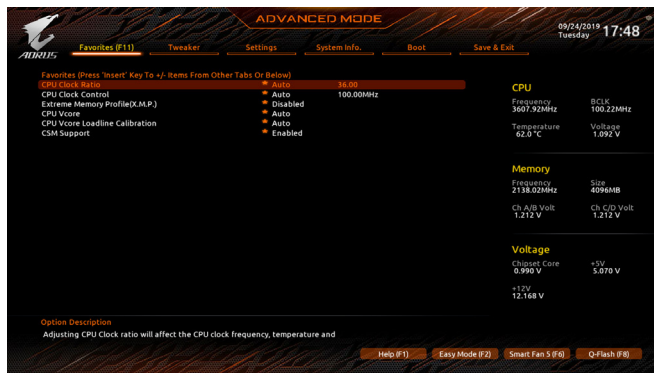 ADVANCED MODE
09/24/2019
Tuesday
17:48
AORUS
Favorites (F11) Tweaker Settings System Info. Boot Save & Exit
Favorites (Press 'Insert' Key To +/- Items From Other Tabs Or Below)
CPU Clock Ratio Auto 36.00
CPU Clock Control Auto 100.00MHz
Extreme Memory Profile(X.M.P.) Disabled
CPU Vcore Auto
CPU Vcore Loadline Calibration Auto
CSM Support Enabled
CPU
Frequency BCLK
3607.92MHz 100.22MHz
Temperature Voltage
62.0 °C 1.092 V
Memory
Frequency Size
2138.02MHz 4096MB
Ch A/B Volt Ch C/D Volt
1.212 V 1.212 V
Voltage
Chipset Core +5V
0.990 V 5.070 V
+12V
12.168 V
Option Description
Adjusting CPU Clock ratio will affect the CPU clock frequency, temperature and
Help (F1) Easy Mode (F2) Smart Fan 5 (F6) Q-Flash (F8)